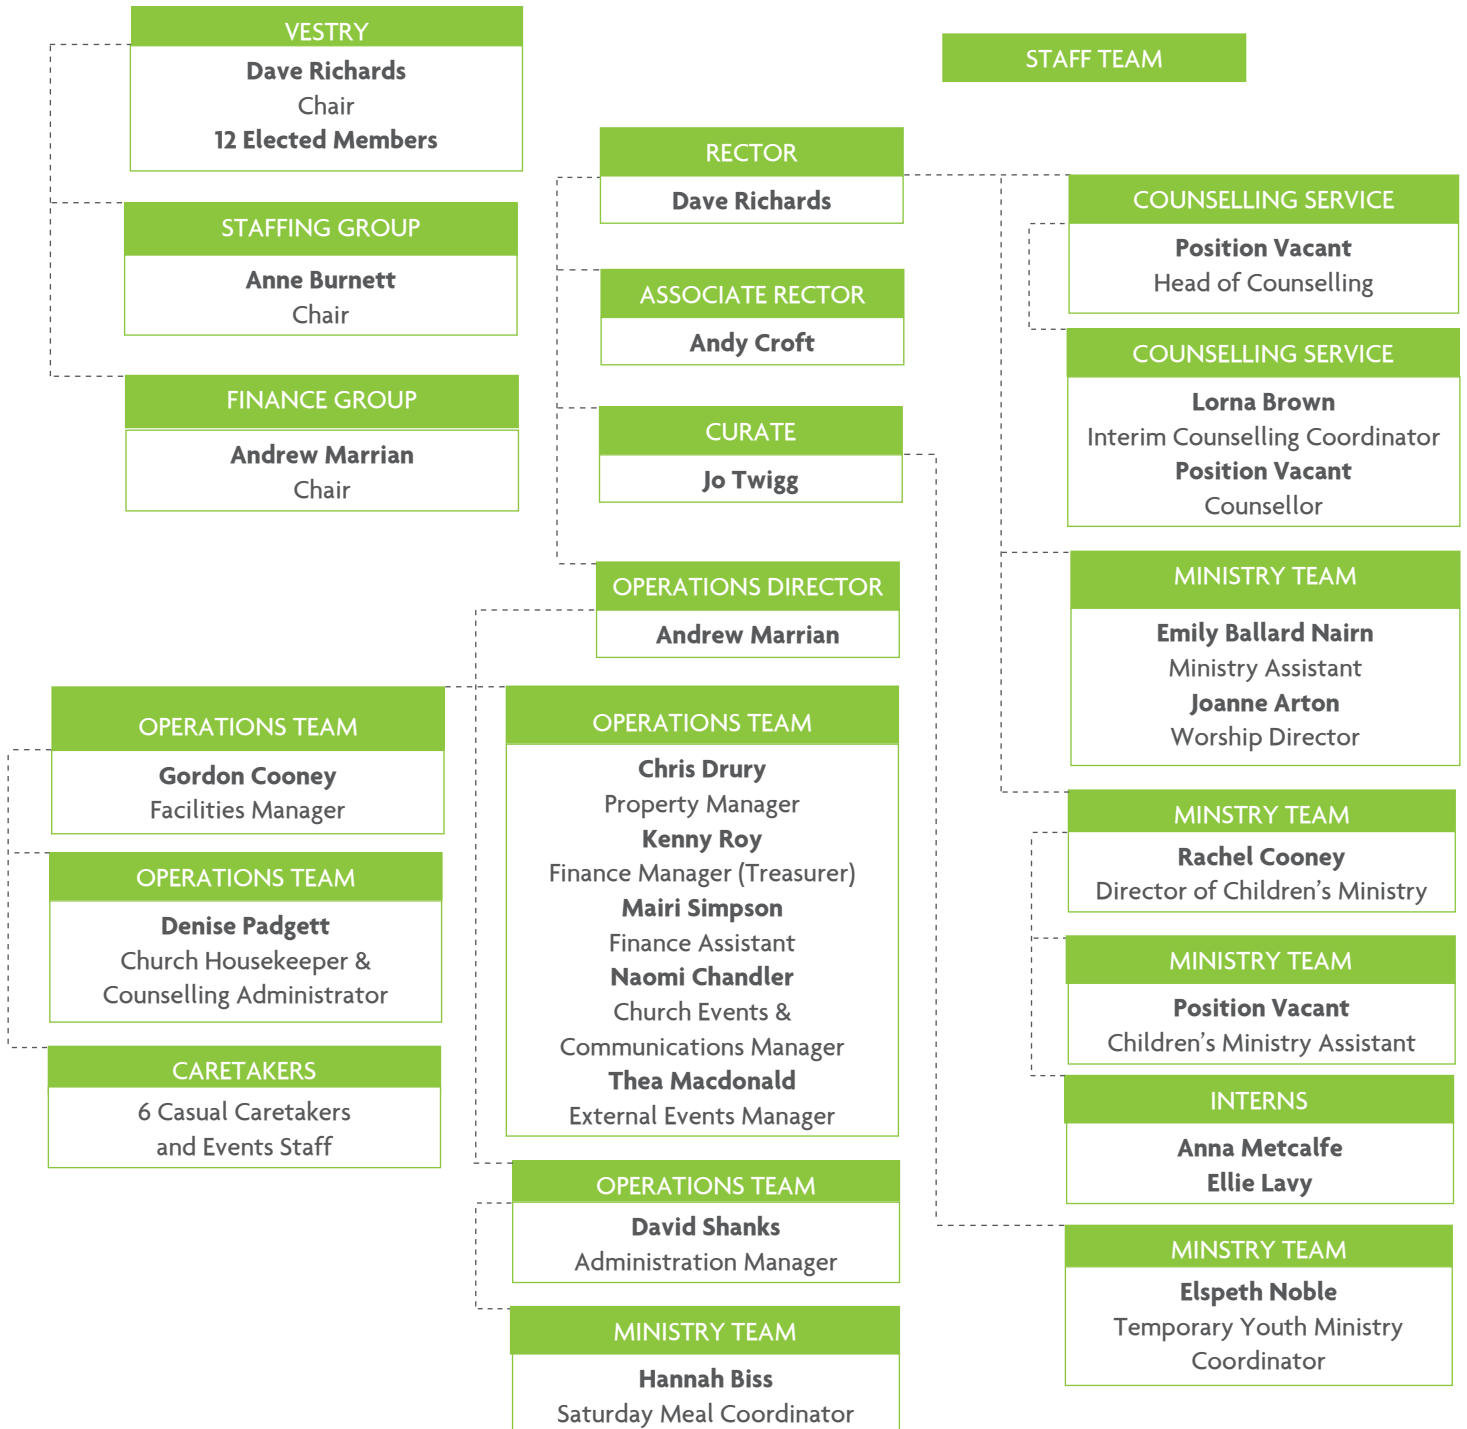 VESTRY
Dave Richards
Chair
12 Elected Members
STAFFING GROUP
Anne Burnett
Chair
FINANCE GROUP
Andrew Marrian
Chair
STAFF TEAM
RECTOR
Dave Richards
ASSOCIATE RECTOR
Andy Croft
CURATE
Jo Twigg
OPERATIONS DIRECTOR
Andrew Marrian
OPERATIONS TEAM
Gordon Cooney
Facilities Manager
OPERATIONS TEAM
Denise Padgett
Church Housekeeper &
Counselling Administrator
CARETAKERS
6 Casual Caretakers
and Events Staff
OPERATIONS TEAM
Chris Drury
Property Manager
Kenny Roy
Finance Manager (Treasurer)
Mairi Simpson
Finance Assistant
Naomi Chandler
Church Events &
Communications Manager
Thea Macdonald
External Events Manager
OPERATIONS TEAM
David Shanks
Administration Manager
MINISTRY TEAM
Hannah Biss
Saturday Meal Coordinator
COUNSELLING SERVICE
Position Vacant
Head of Counselling
COUNSELLING SERVICE
Lorna Brown
Interim Counselling Coordinator
Position Vacant
Counsellor
MINISTRY TEAM
Emily Ballard Nairn
Ministry Assistant
Joanne Arton
Worship Director
MINSTRY TEAM
Rachel Cooney
Director of Children’s Ministry
MINISTRY TEAM
Position Vacant
Children’s Ministry Assistant
INTERNS
Anna Metcalfe
Ellie Lavy
MINSTRY TEAM
Elspeth Noble
Temporary Youth Ministry
Coordinator